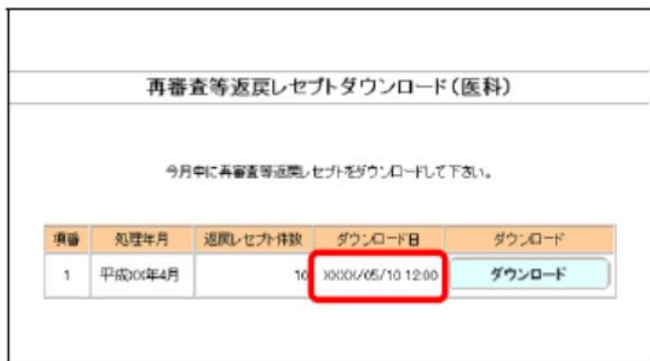 再審査等返戻レセプトダウンロード(医科)
今月中に再審査等返戻レセプトをダウンロードして下さい。
項番 処理年月 返戻レセプト件数 ダウンロード日 ダウンロード
1 平成XX年4月 10 XXXX/05/10 12:00 ダウンロード